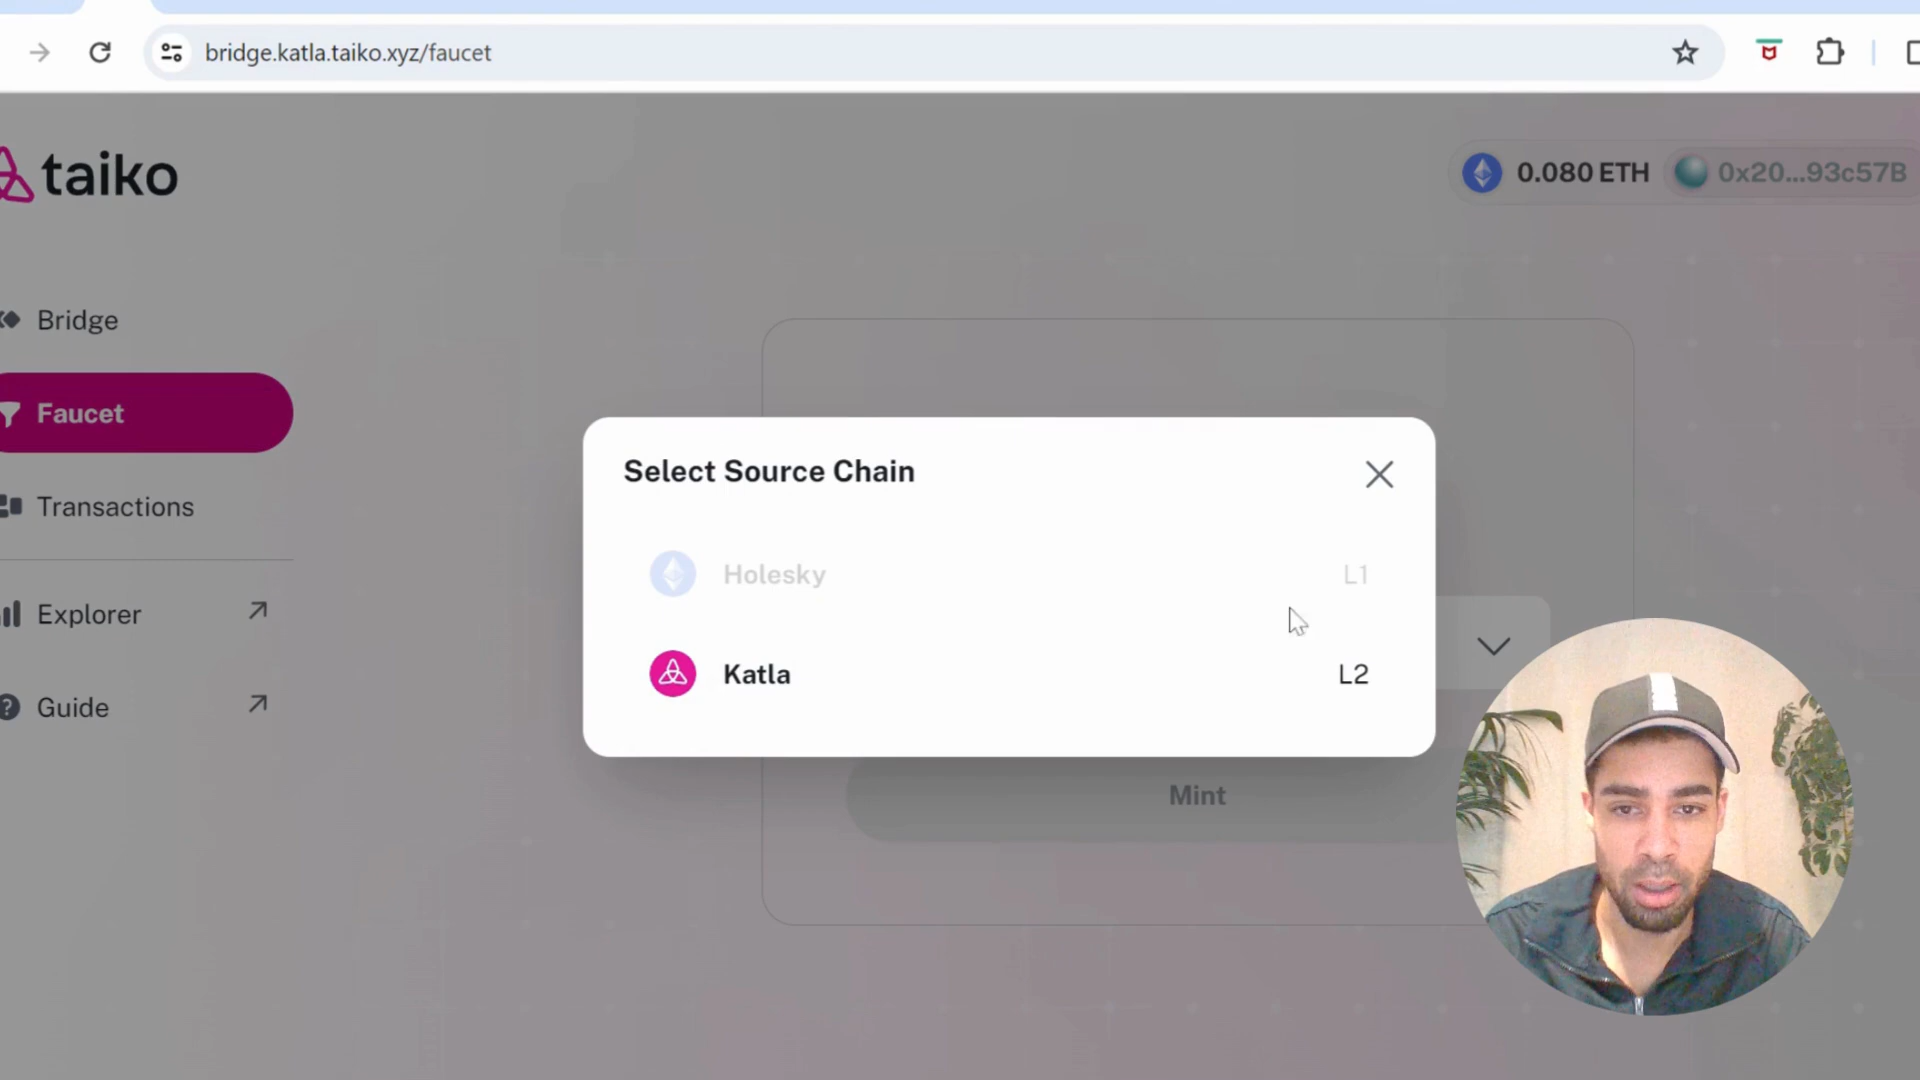 bridge.katla.taiko.xyz/faucet
taiko
0.080 ETH
0x20...93c57B
Bridge
Faucet
Transactions
Explorer
Guide
Select Source Chain
Holesky L1
Katla L2
Mint